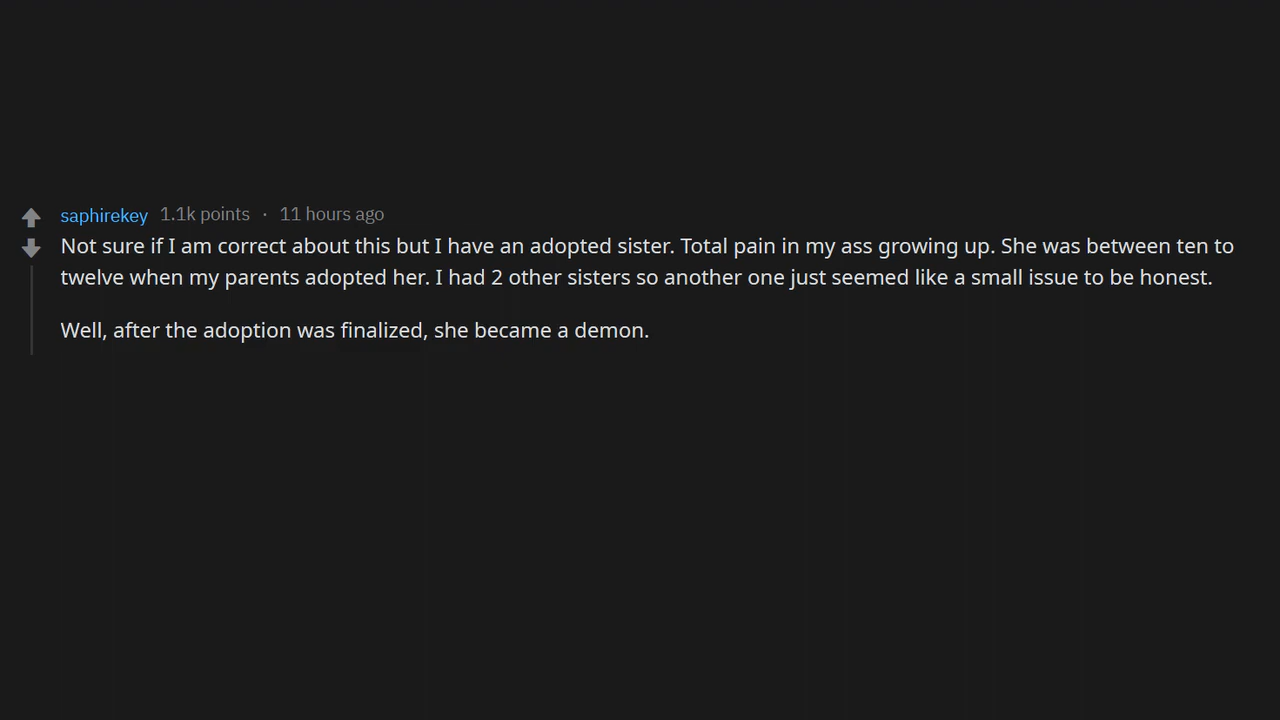 saphirekey 1.1k points · 11 hours ago
Not sure if I am correct about this but I have an adopted sister. Total pain in my ass growing up. She was between ten to
twelve when my parents adopted her. I had 2 other sisters so another one just seemed like a small issue to be honest.
Well, after the adoption was finalized, she became a demon.